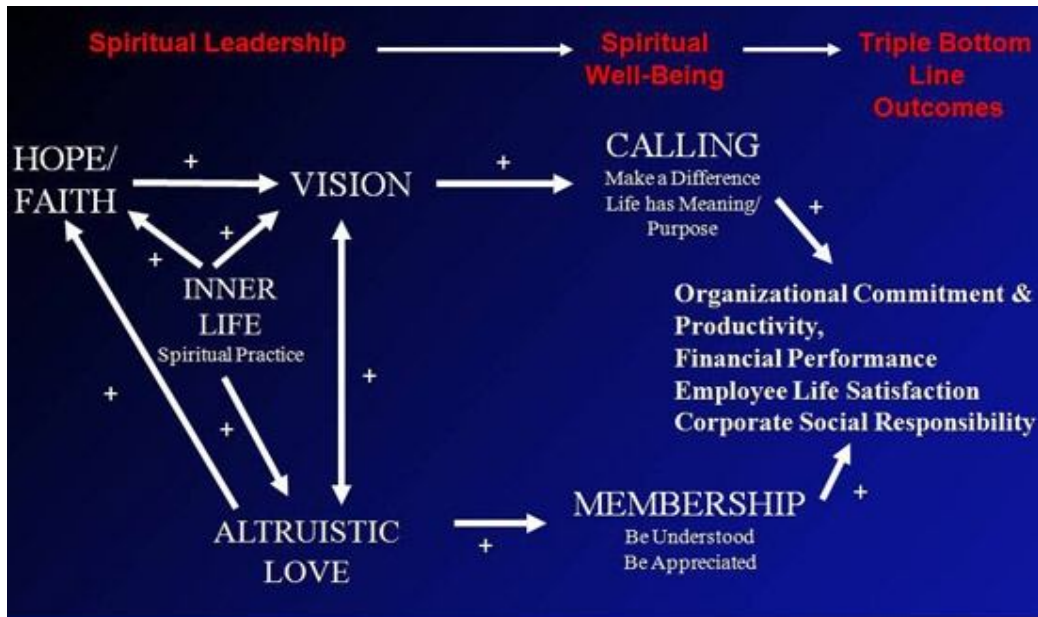 Spiritual Leadership
Spiritual
Well-Being
Triple Bottom
Line
Outcomes
HOPE/
FAITH
+
VISION
+
CALLING
Make a Difference
Life has Meaning/
Purpose
+
+
+
INNER
LIFE
Spiritual Practice
Organizational Commitment &
Productivity,
Financial Performance
Employee Life Satisfaction
Corporate Social Responsibility
+
+
+
ALTRUISTIC
LOVE
+
MEMBERSHIP
Be Understood
Be Appreciated
+